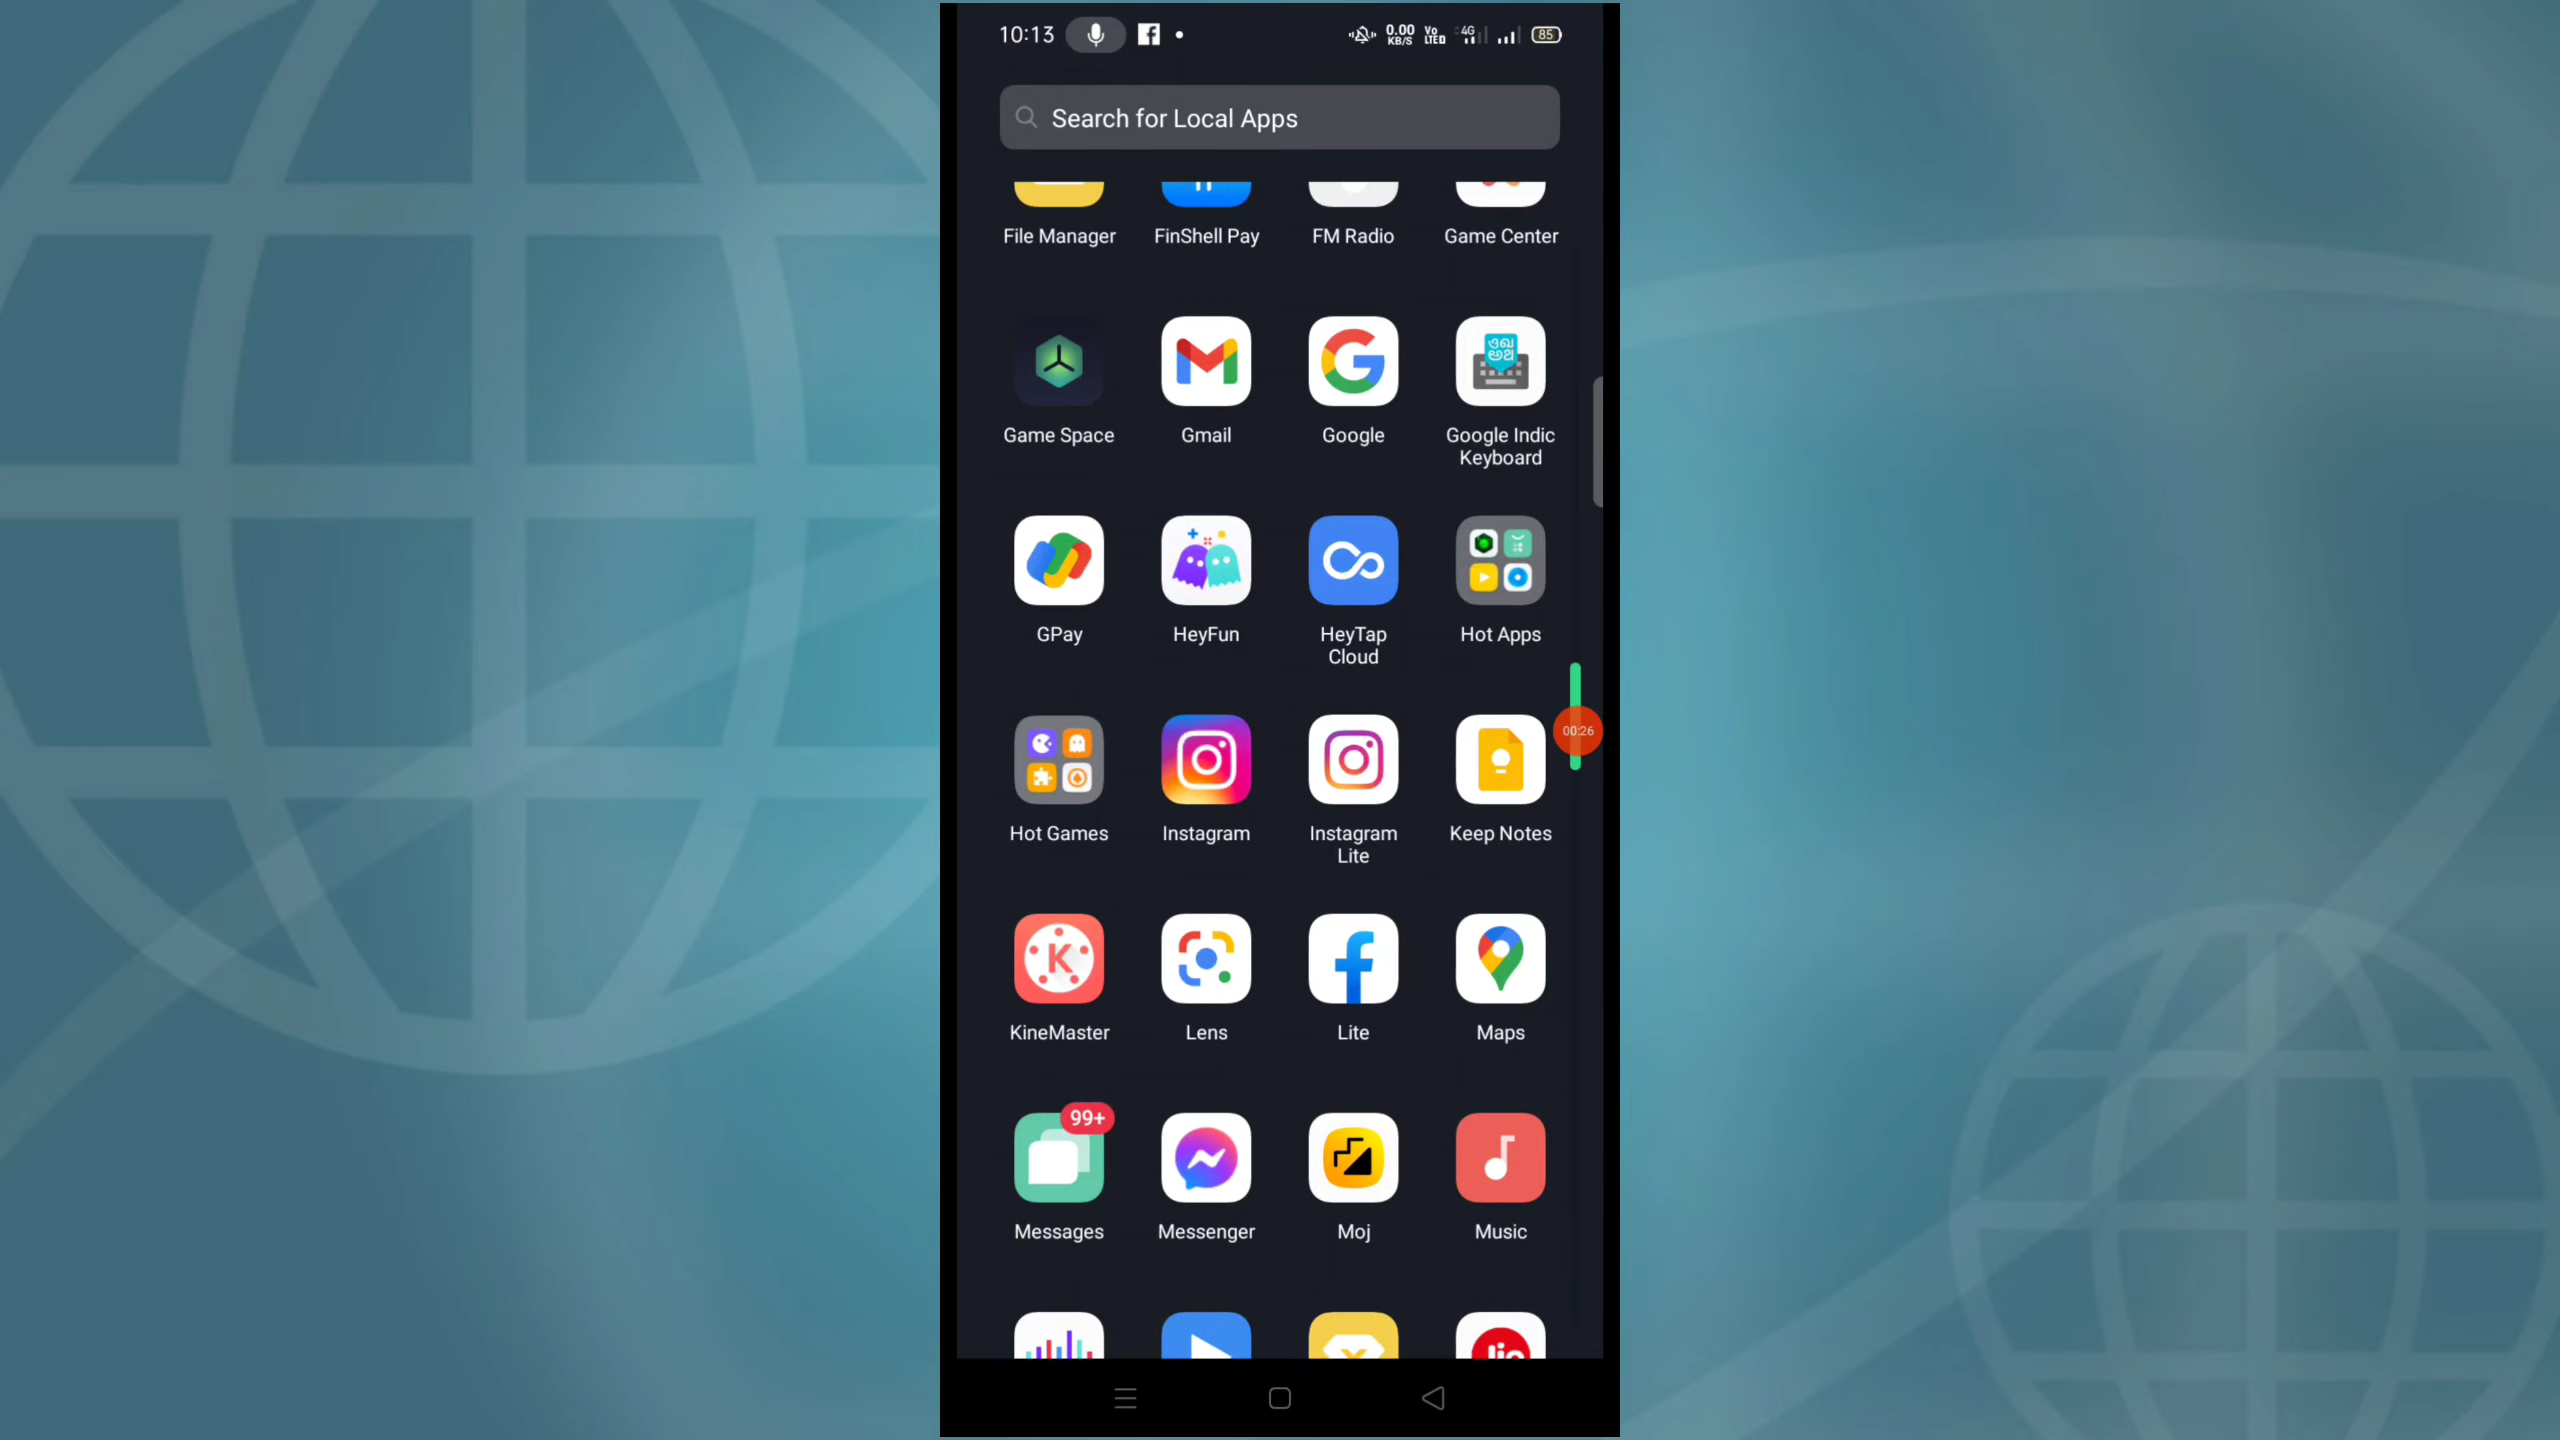 10:13
0.00 KB/S Vo LTE 4G 85
Search for Local Apps
File Manager FinShell Pay FM Radio Game Center
Game Space Gmail Google Google Indic Keyboard
GPay HeyFun HeyTap Cloud Hot Apps
00:26
Hot Games Instagram Instagram Lite Keep Notes
KineMaster Lens Lite Maps
99+
Messages Messenger Moj Music